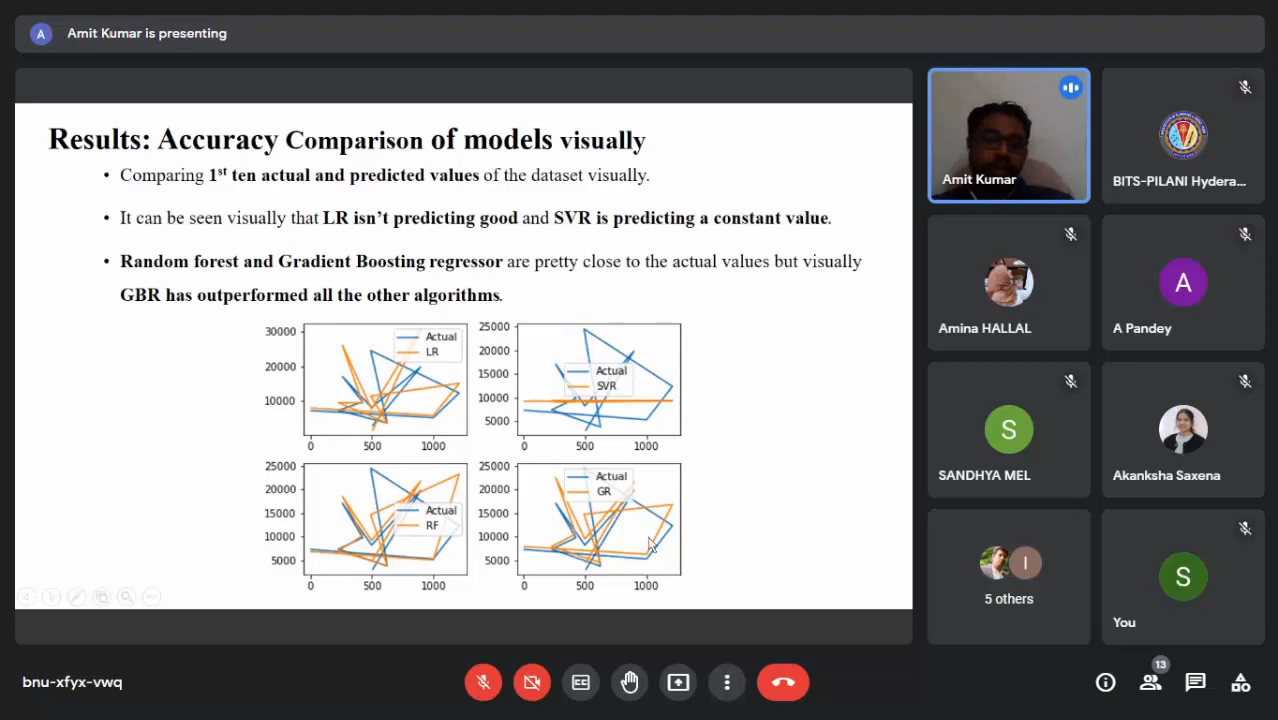 A Amit Kumar is presenting
Results: Accuracy Comparison of models visually
• Comparing 1st ten actual and predicted values of the dataset visually.
• It can be seen visually that LR isn’t predicting good and SVR is predicting a constant value.
• Random forest and Gradient Boosting regressor are pretty close to the actual values but visually
GBR has outperformed all the other algorithms.
30000
20000
10000
0 500 1000
Actual
LR
25000
20000
15000
10000
5000
0 500 1000
Actual
SVR
25000
20000
15000
10000
5000
0 500 1000
Actual
RF
25000
20000
15000
10000
5000
0 500 1000
Actual
GR
Amit Kumar
BITS-PILANI Hydera...
Amina HALLAL
A
A Pandey
S
SANDHYA MEL
Akanksha Saxena
I
5 others
S
You
bnu-xfyx-vwq
CC
13